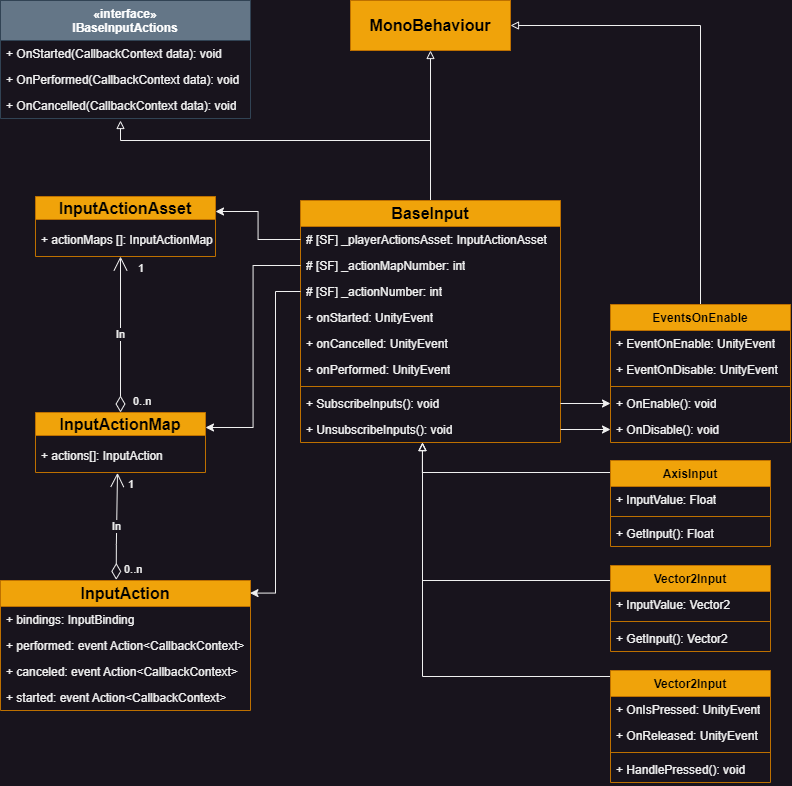 «interface»
IBaseInputActions
+ OnStarted(CallbackContext data): void
+ OnPerformed(CallbackContext data): void
+ OnCancelled(CallbackContext data): void
MonoBehaviour
InputActionAsset
+ actionMaps []: InputActionMap
1
In
0..n
InputActionMap
+ actions[]: InputAction
1
In
0..n
InputAction
+ bindings: InputBinding
+ performed: event Action<CallbackContext>
+ canceled: event Action<CallbackContext>
+ started: event Action<CallbackContext>
BaseInput
# [SF] _playerActionsAsset: InputActionAsset
# [SF] _actionMapNumber: int
# [SF] _actionNumber: int
+ onStarted: UnityEvent
+ onCancelled: UnityEvent
+ onPerformed: UnityEvent
+ SubscribeInputs(): void
+ UnsubscribeInputs(): void
EventsOnEnable
+ EventOnEnable: UnityEvent
+ EventOnDisable: UnityEvent
+ OnEnable(): void
+ OnDisable(): void
AxisInput
+ InputValue: Float
+ GetInput(): Float
Vector2Input
+ InputValue: Vector2
+ GetInput(): Vector2
Vector2Input
+ OnIsPressed: UnityEvent
+ OnReleased: UnityEvent
+ HandlePressed(): void